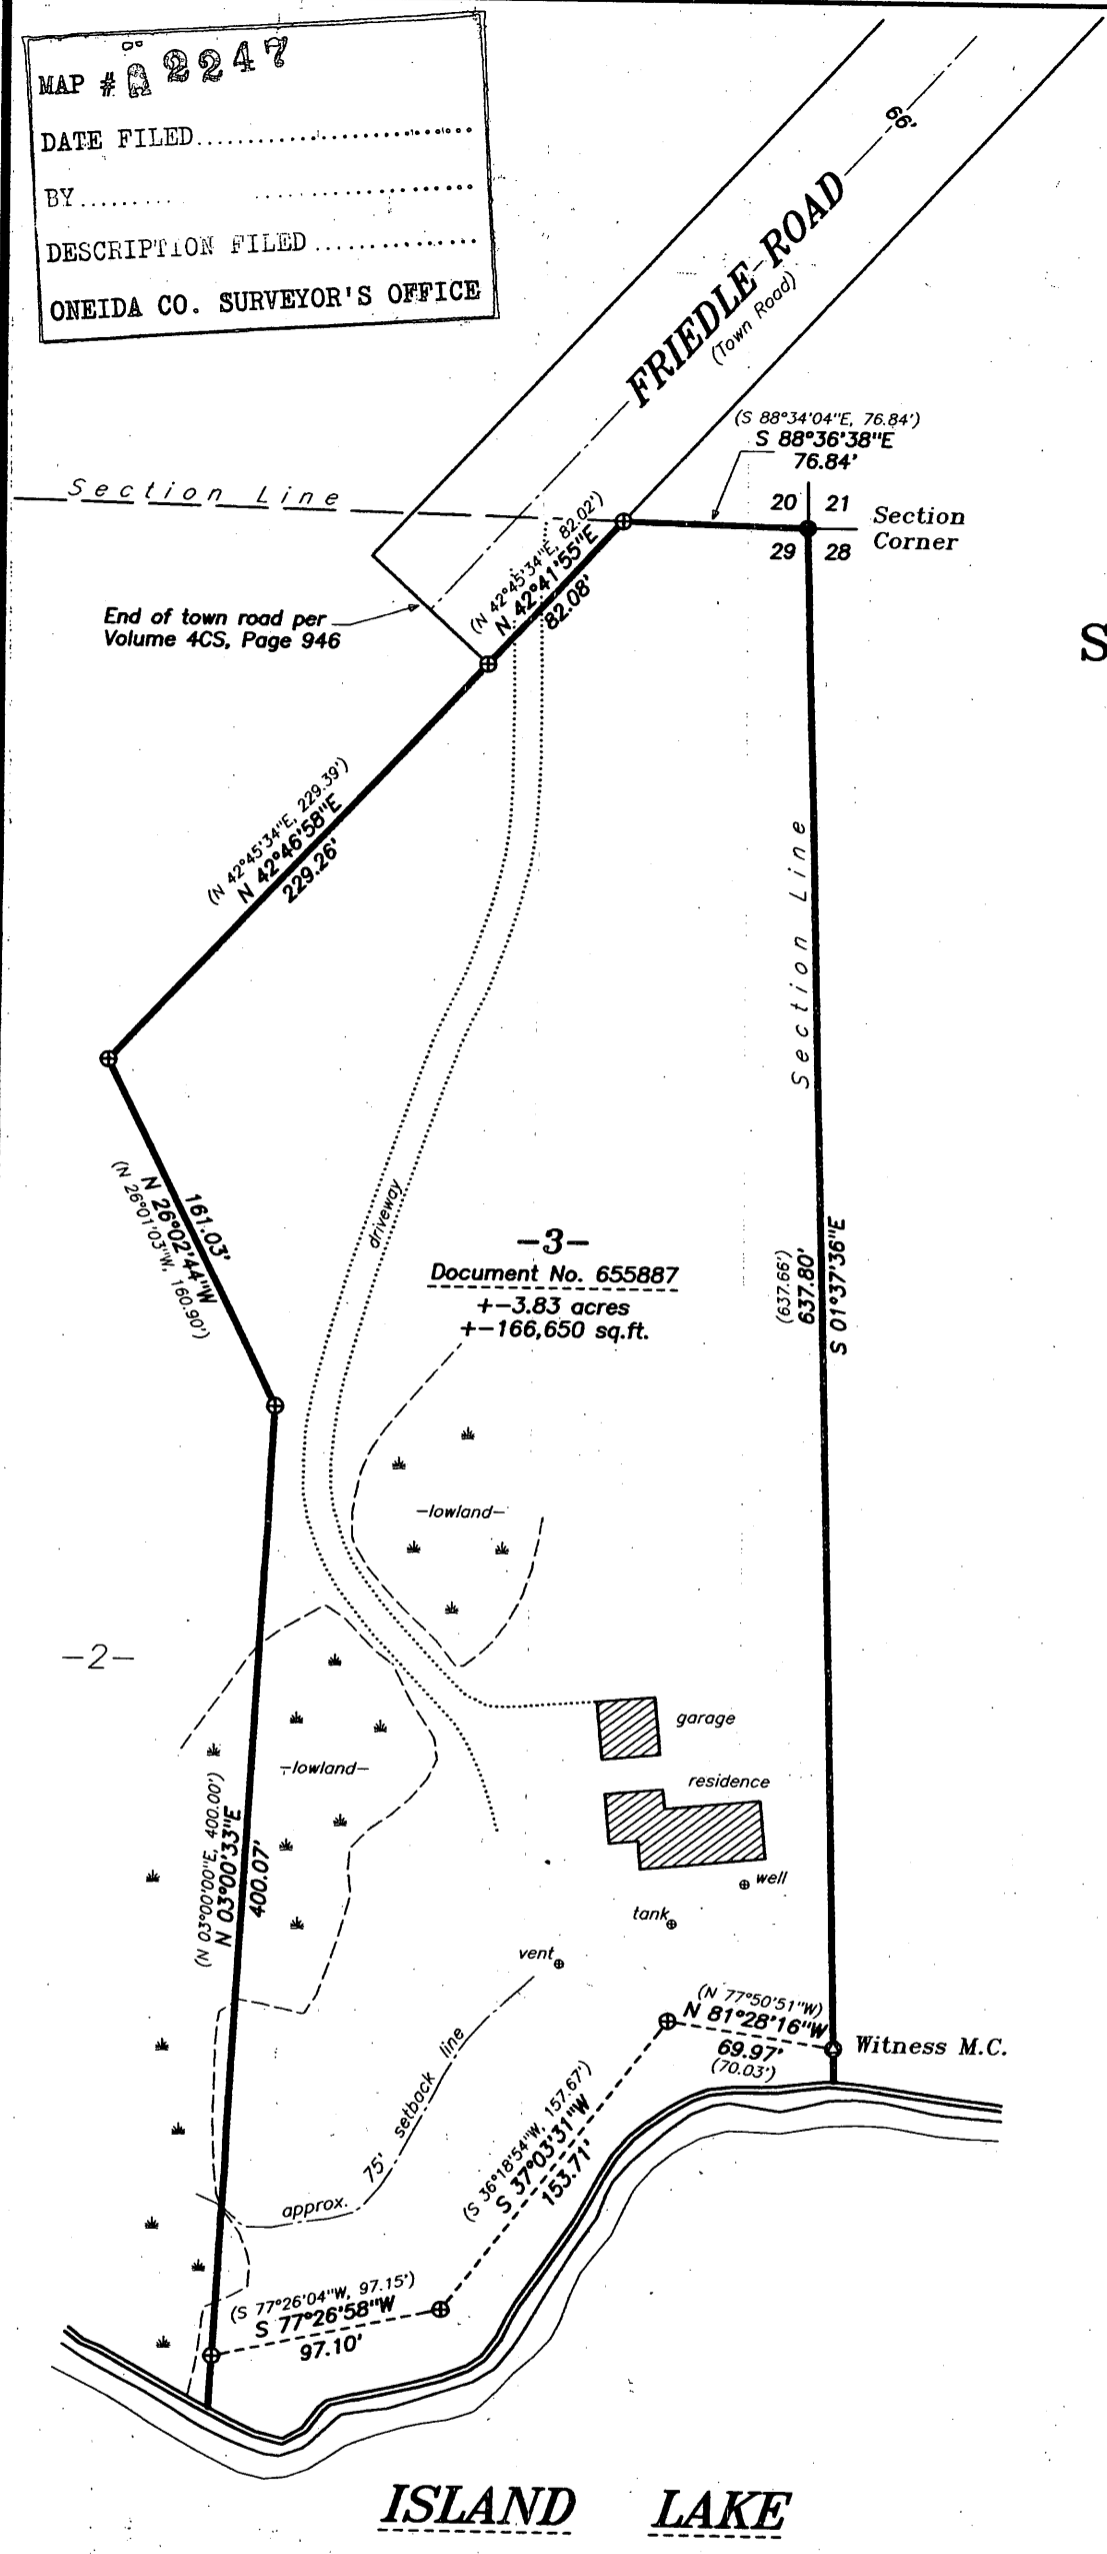 MAP # A 2247
DATE FILED
BY
DESCRIPTION FILED
ONEIDA CO. SURVEYOR'S OFFICE
66'
FRIEDLE ROAD
(Town Road)
(S 88°34'04"E, 76.84')
S 88°36'38"E
76.84'
Section Line
20 21
29 28
Section
Corner
(N 42°45'34"E, 82.02')
N 42°41'55"E
82.08'
End of town road per
Volume 4CS, Page 946
S
(N 42°45'34"E, 229.39')
N 42°46'58"E
229.26'
Section Line
161.03'
N 26°02'44"W
(N 26°01'03"W, 160.90')
driveway
-3-
Document No. 655887
+-3.83 acres
+-166,650 sq.ft.
(637.66')
637.80'
S 01°37'36"E
-lowland-
-2-
garage
-lowland-
residence
(N 03°00'00"E, 400.00')
N 03°00'33"E
400.07'
well
tank
vent
(N 77°50'51"W)
N 81°28'16"W
69.97'
(70.03')
Witness M.C.
approx. 75' setback line
(S 36°18'54"W, 157.67')
S 37°03'31"W
153.71'
(S 77°26'04"W, 97.15')
S 77°26'58"W
97.10'
ISLAND LAKE